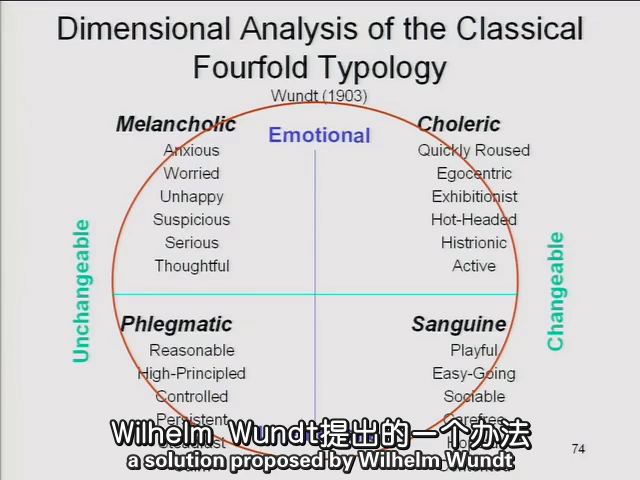 Dimensional Analysis of the Classical
Fourfold Typology
Wundt (1903)
Melancholic
Anxious
Worried
Unhappy
Suspicious
Serious
Thoughtful
Emotional
Choleric
Quickly Roused
Egocentric
Exhibitionist
Hot-Headed
Histrionic
Active
Unchangeable
Changeable
Phlegmatic
Reasonable
High-Principled
Controlled
Persistent
Sanguine
Playful
Easy-Going
Sociable
Carefree
Wilhelm Wundt提出的一个办法
a solution proposed by Wilhelm Wundt
74